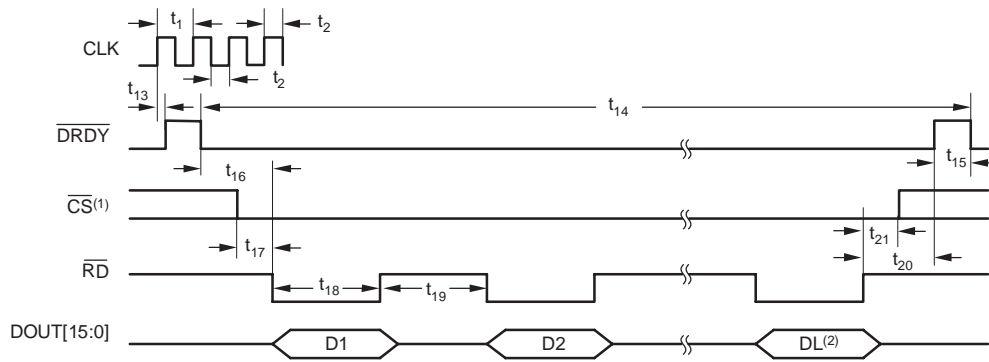 t1
t2
CLK
t2
t13
t14
DRDY
t15
t16
CS(1)
t21
t17
t20
RD
t18
t19
DOUT[15:0]
D1
D2
DL(2)